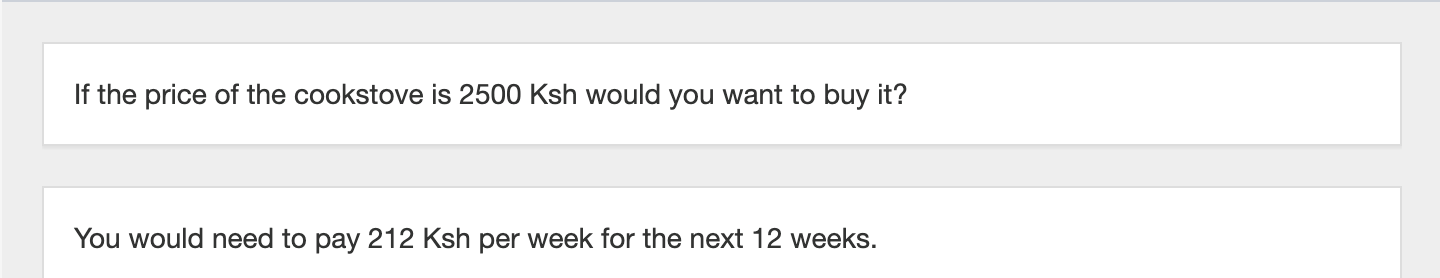 If the price of the cookstove is 2500 Ksh would you want to buy it?
You would need to pay 212 Ksh per week for the next 12 weeks.